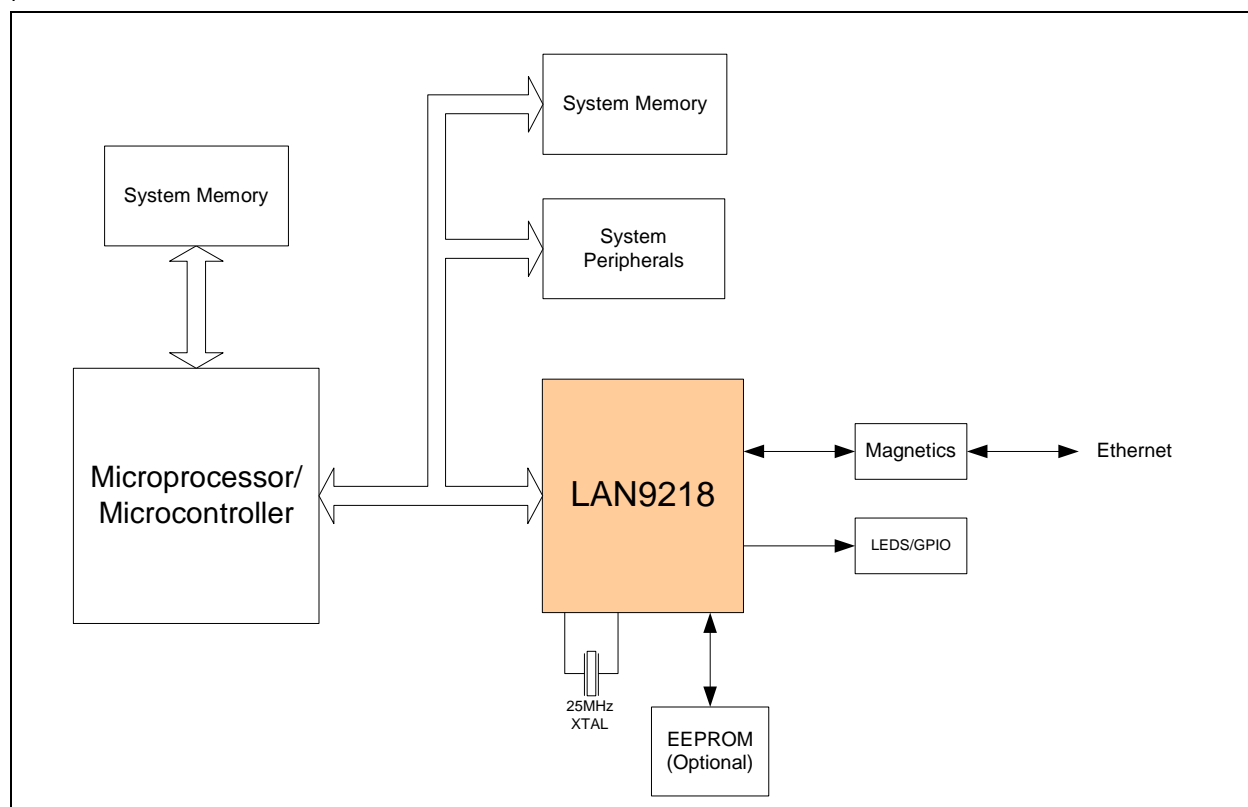 System Memory
System Memory
System
Peripherals
Microprocessor/
Microcontroller
LAN9218
Magnetics
Ethernet
LEDS/GPIO
25MHz
XTAL
EEPROM
(Optional)